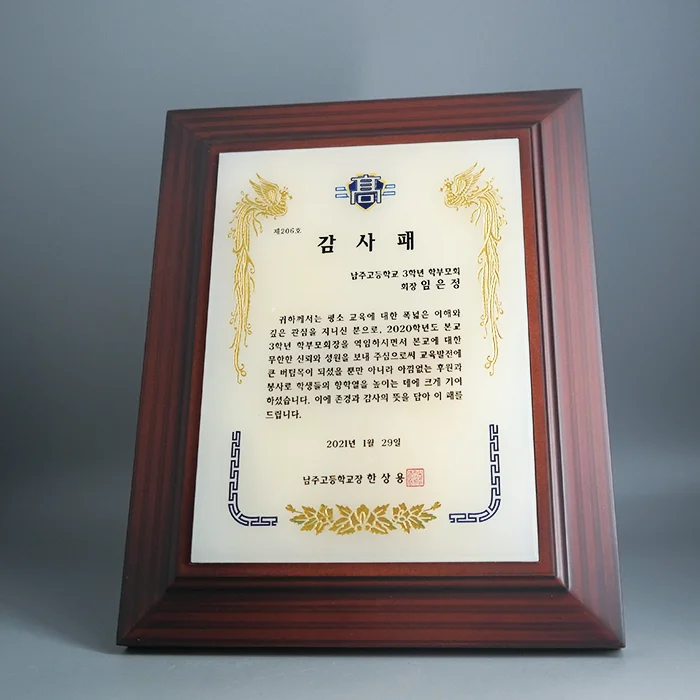 高
제206호
감사패
남주고등학교 3학년 학부모회
회장 임은정
귀하께서는 평소 교육에 대한 폭넓은 이해와
깊은 관심을 지니신 분으로, 2020학년도 본교
3학년 학부모회장을 역임하시면서 본교에 대한
무한한 신뢰와 성원을 보내 주심으로써 교육발전에
큰 버팀목이 되셨을 뿐만 아니라 아낌없는 후원과
봉사로 학생들의 향학열을 높이는 데에 크게 기여
하셨습니다. 이에 존경과 감사의 뜻을 담아 이 패를
드립니다.
2021년 1월 29일
남주고등학교장 한상용